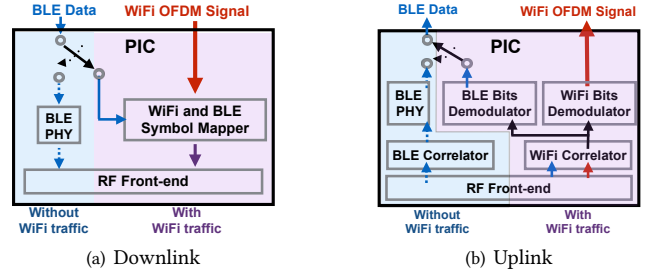 BLE Data
WiFi OFDM Signal
PIC
BLE
PHY
WiFi and BLE
Symbol Mapper
RF Front-end
Without
WiFi traffic
With
WiFi traffic
(a) Downlink
BLE Data
WiFi OFDM Signal
PIC
BLE
PHY
BLE Bits
Demodulator
WiFi Bits
Demodulator
BLE Correlator
WiFi Correlator
RF Front-end
Without
WiFi traffic
With
WiFi traffic
(b) Uplink